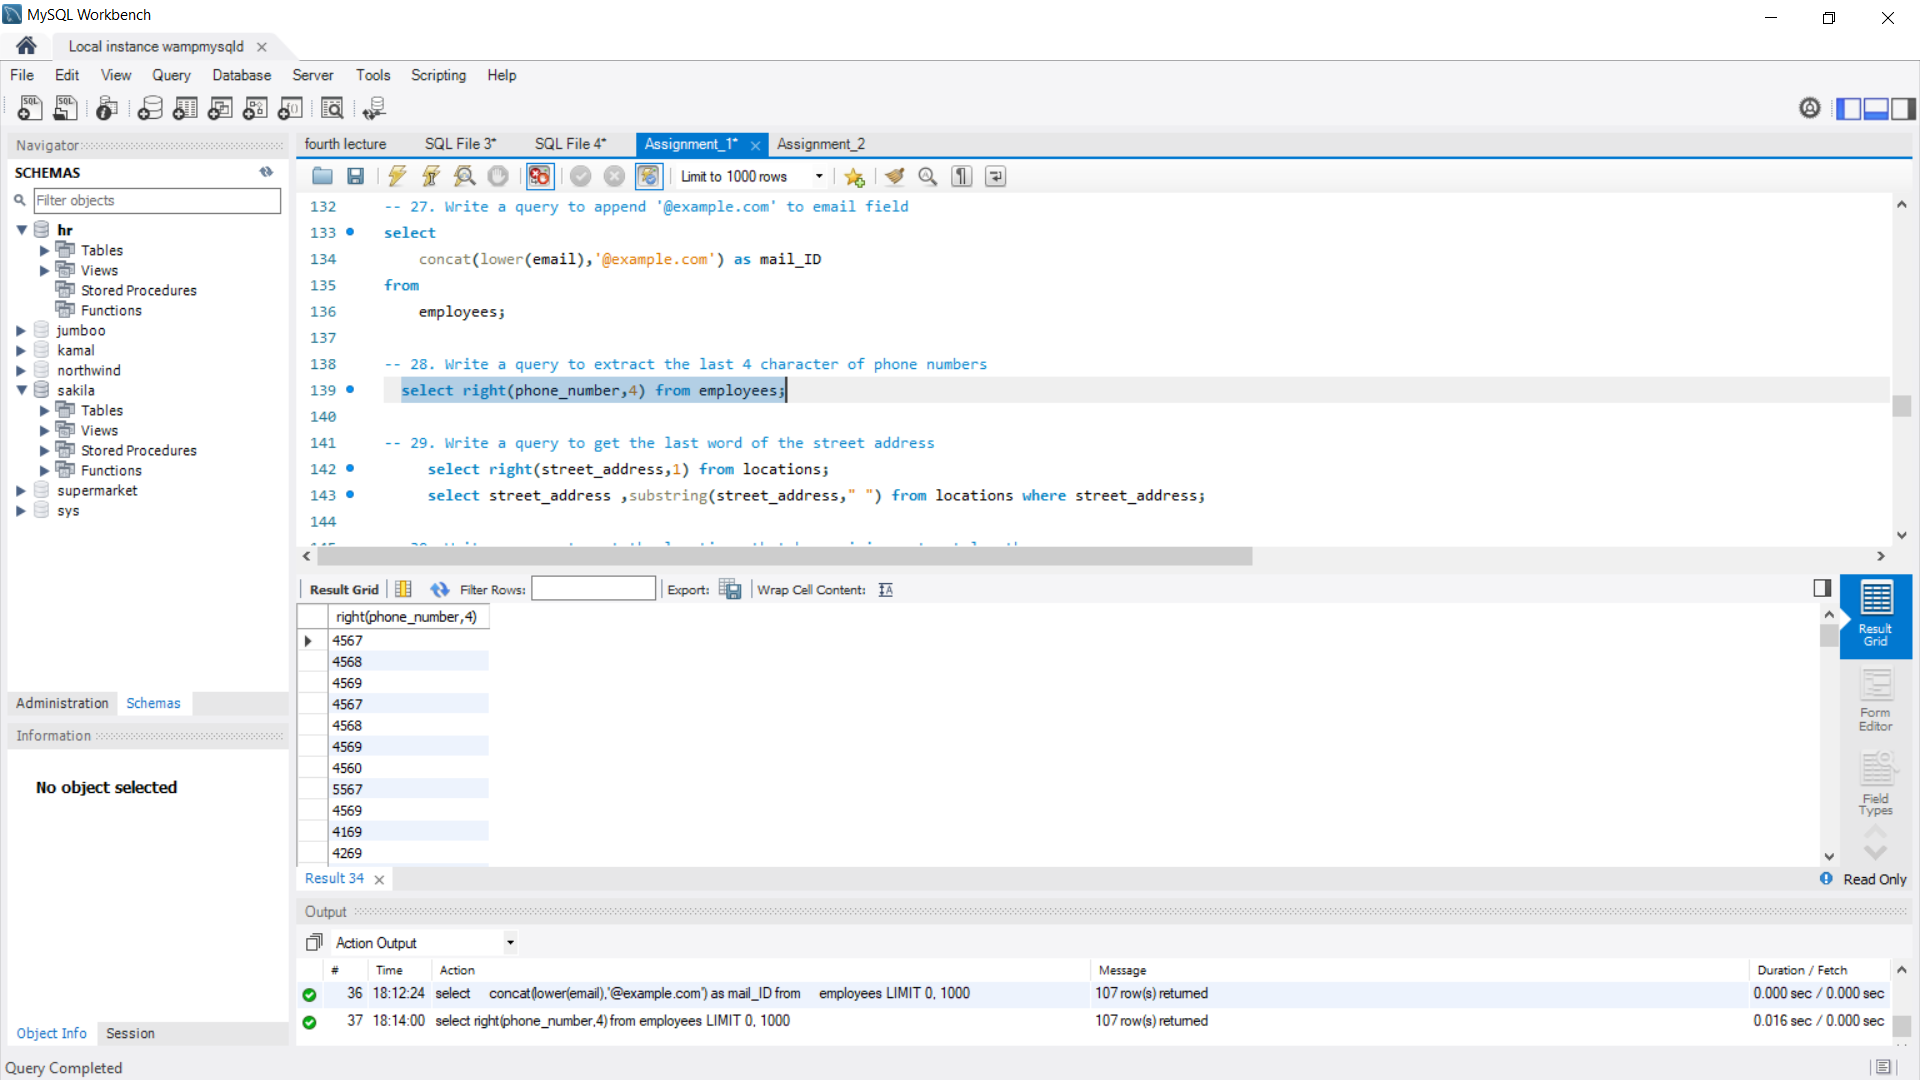 MySQL Workbench
Local instance wampmysqld
File Edit View Query Database Server Tools Scripting Help
Navigator
SCHEMAS
Filter objects
hr
Tables
Views
Stored Procedures
Functions
jumboo
kamal
northwind
sakila
Tables
Views
Stored Procedures
Functions
supermarket
sys
Administration Schemas
Information
No object selected
Object Info Session
Query Completed
fourth lecture SQL File 3* SQL File 4* Assignment_1* Assignment_2
Limit to 1000 rows
132 -- 27. Write a query to append '@example.com' to email field
133 select
134 concat(lower(email),'@example.com') as mail_ID
135 from
136 employees;
137
138 -- 28. Write a query to extract the last 4 character of phone numbers
139 select right(phone_number,4) from employees;
140
141 -- 29. Write a query to get the last word of the street address
142 select right(street_address,1) from locations;
143 select street_address ,substring(street_address," ") from locations where street_address;
144
Result Grid Filter Rows: Export: Wrap Cell Content:
right(phone_number,4)
4567
4568
4569
4567
4568
4569
4560
5567
4569
4169
4269
Result Grid
Form Editor
Field Types
Result 34
Read Only
Output
Action Output
# Time Action Message Duration / Fetch
36 18:12:24 select concat(lower(email),'@example.com') as mail_ID from employees LIMIT 0, 1000 107 row(s) returned 0.000 sec / 0.000 sec
37 18:14:00 select right(phone_number,4) from employees LIMIT 0, 1000 107 row(s) returned 0.016 sec / 0.000 sec